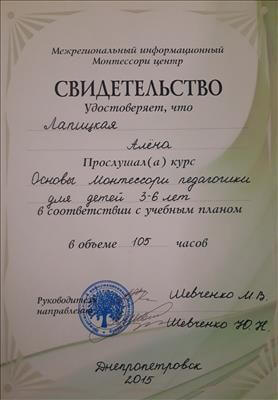 Межрегиональный информационный
Монтессори центр
СВИДЕТЕЛЬСТВО
Удостоверяет, что
Лапицкая
Алёна
Прослушал(а) курс
Основы Монтессори педагогики
для детей 3-6 лет
в соответствии с учебным планом
в объеме 105 часов
Руководители
направления
Шевченко М.В.
Шевченко Ю.Н.
Днепропетровск
2015